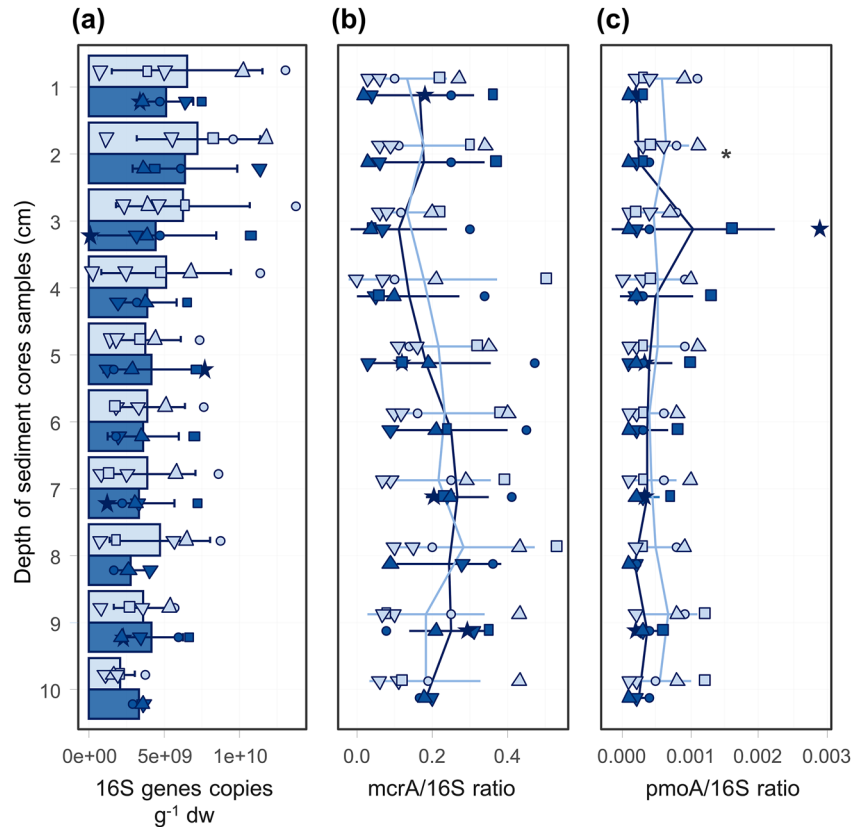 (a) (b) (c)
Depth of sediment cores samples (cm)
1
2
3
4
5
6
7
8
9
10
*
0e+00 5e+09 1e+10
0.0 0.2 0.4
0.000 0.001 0.002 0.003
16S genes copies
g⁻¹ dw
mcrA/16S ratio
pmoA/16S ratio